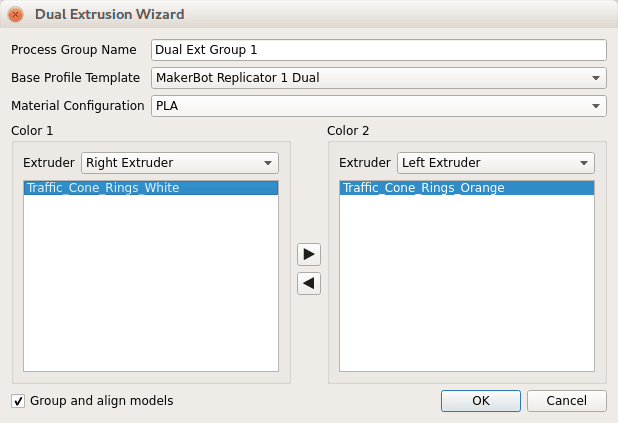 Dual Extrusion Wizard
Process Group Name Dual Ext Group 1
Base Profile Template MakerBot Replicator 1 Dual
Material Configuration PLA
Color 1 Color 2
Extruder Right Extruder Extruder Left Extruder
Traffic_Cone_Rings_White Traffic_Cone_Rings_Orange
Group and align models OK Cancel